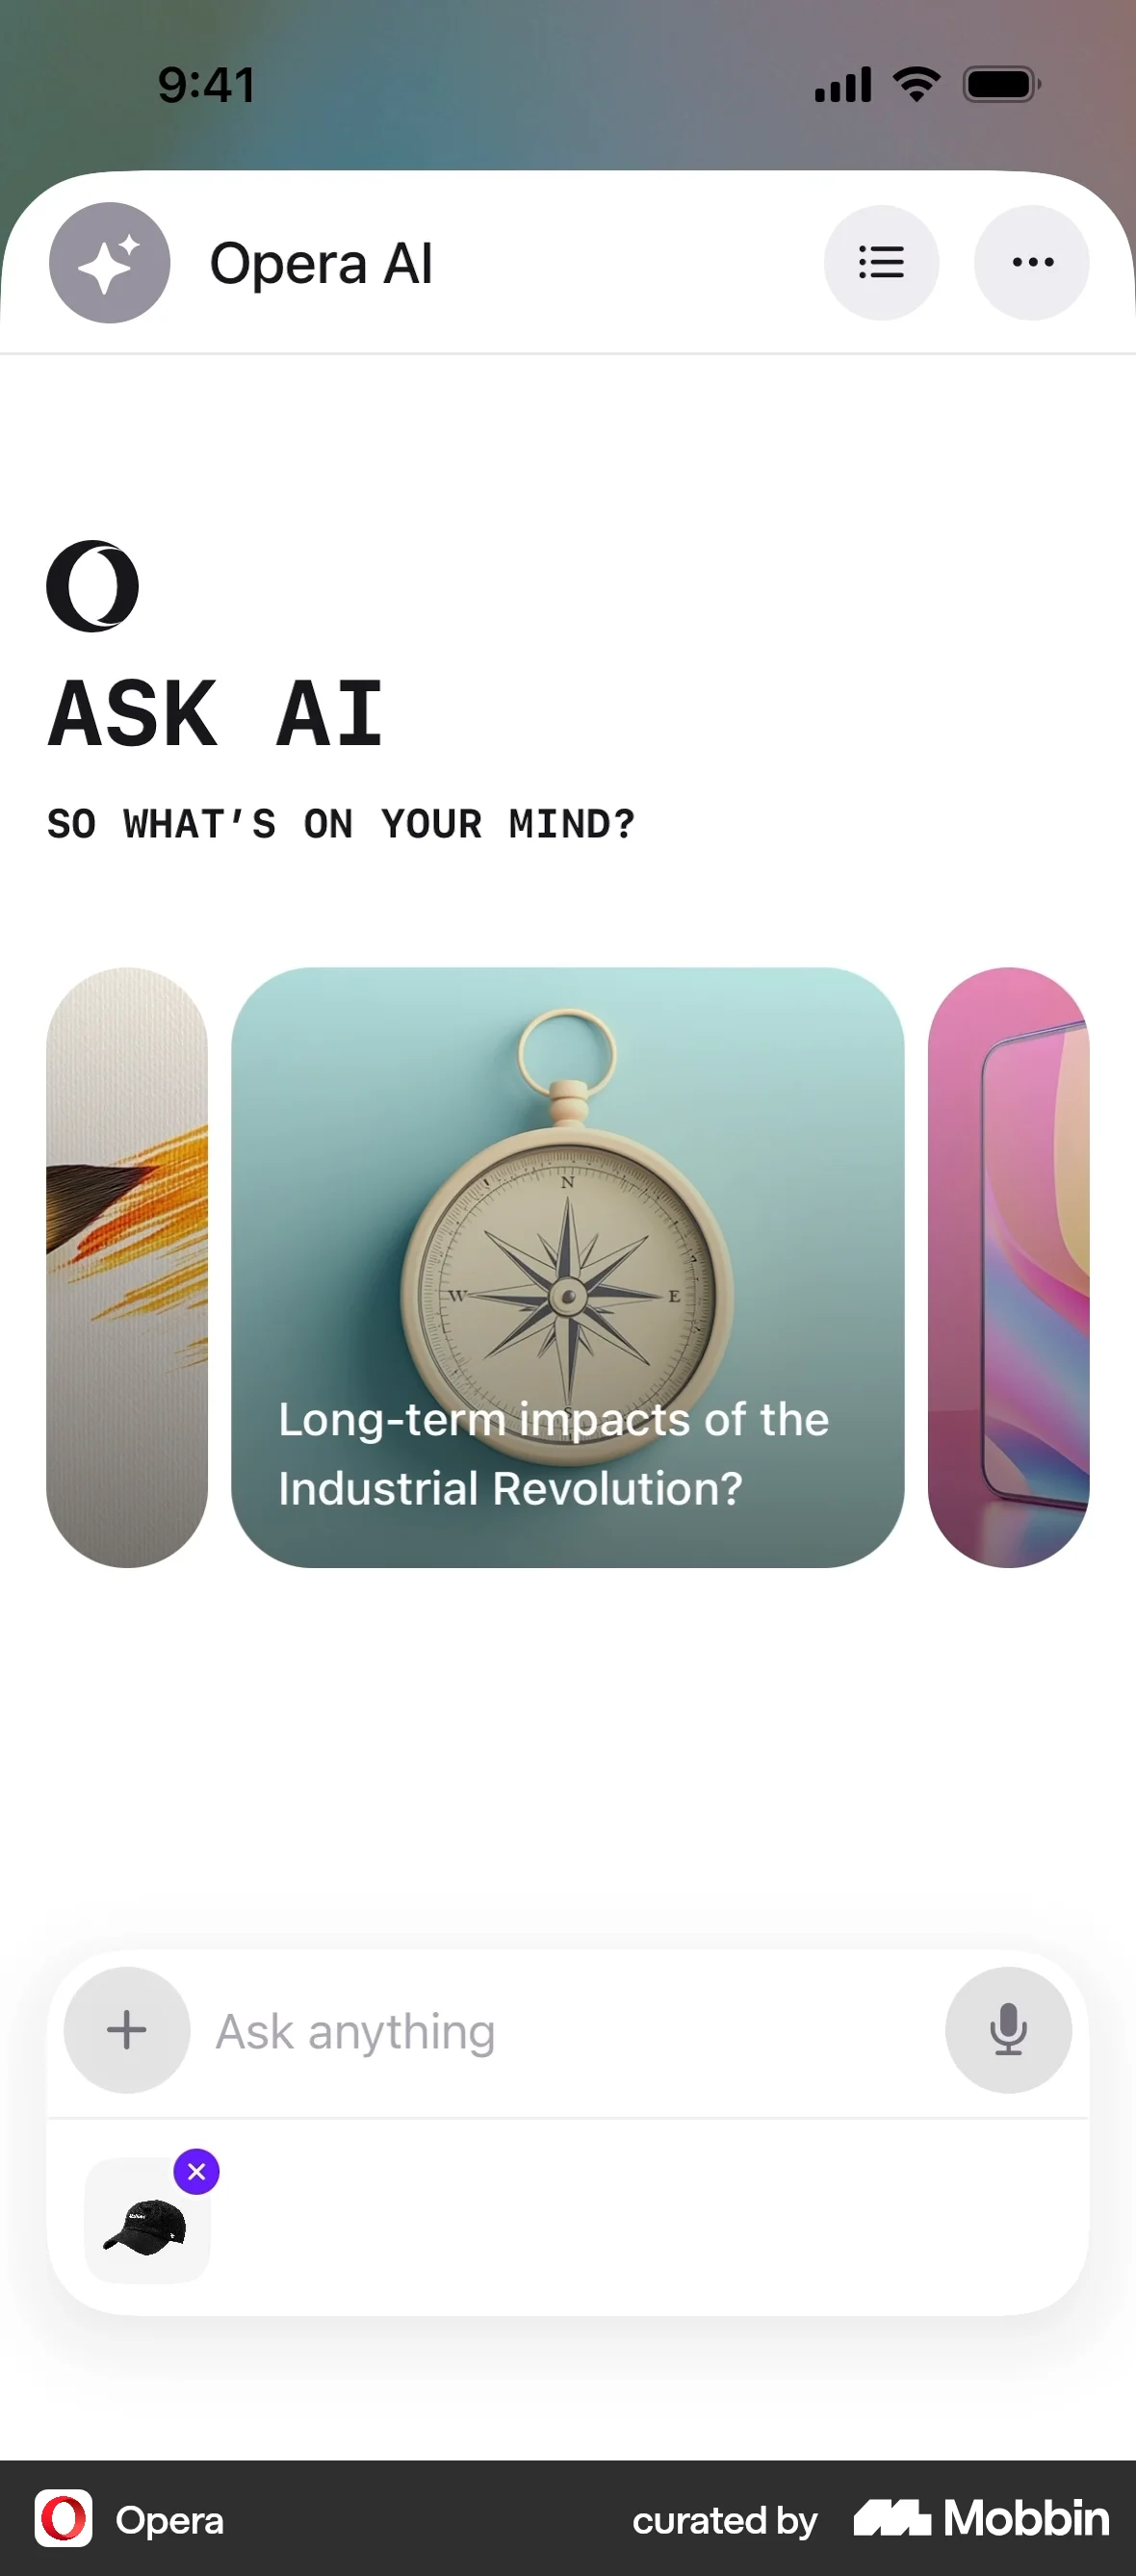 9:41
Opera AI
ASK AI
SO WHAT’S ON YOUR MIND?
N
W
E
S
Long-term impacts of the
Industrial Revolution?
Ask anything
Opera
curated by Mobbin